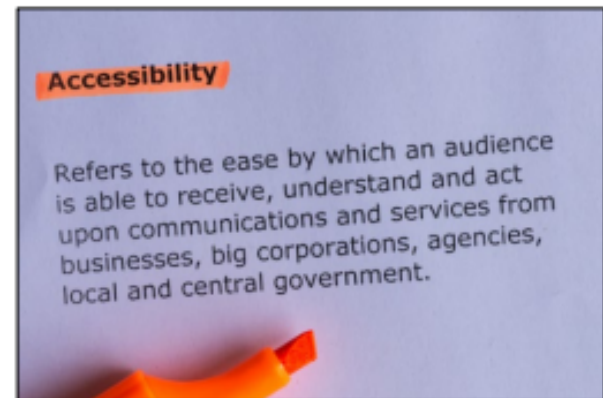 Accessibility
Refers to the ease by which an audience
is able to receive, understand and act
upon communications and services from
businesses, big corporations, agencies,
local and central government.